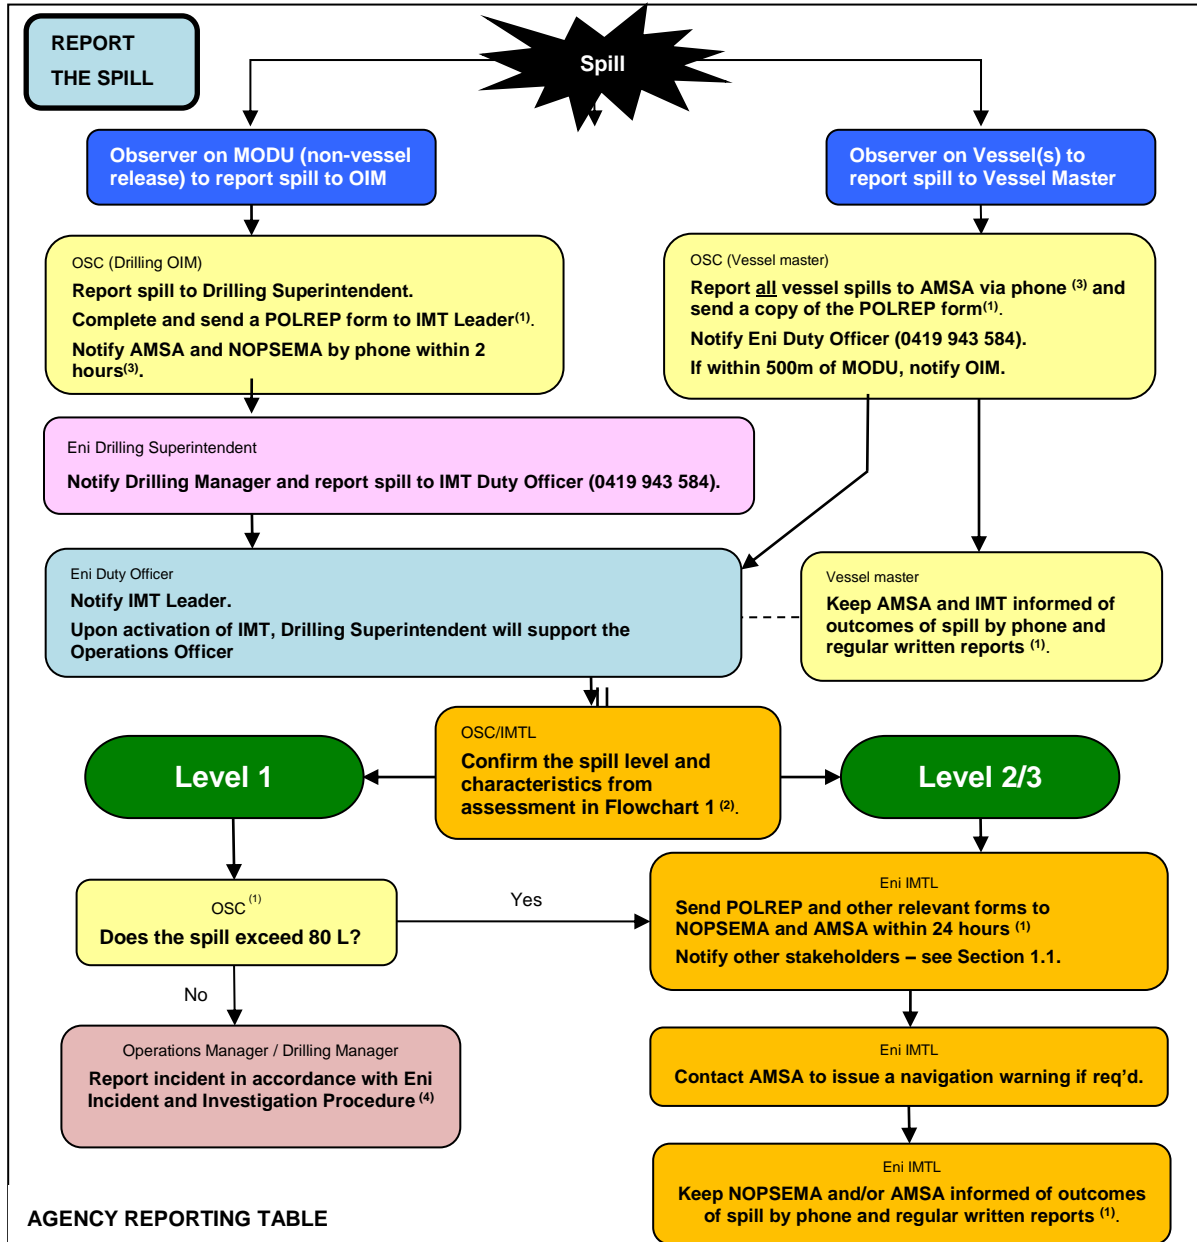 REPORT
THE SPILL
Spill
Observer on MODU (non-vessel
release) to report spill to OIM
Observer on Vessel(s) to
report spill to Vessel Master
OSC (Drilling OIM)
Report spill to Drilling Superintendent.
Complete and send a POLREP form to IMT Leader(1).
Notify AMSA and NOPSEMA by phone within 2
hours(3).
OSC (Vessel master)
Report all vessel spills to AMSA via phone (3) and
send a copy of the POLREP form(1).
Notify Eni Duty Officer (0419 943 584).
If within 500m of MODU, notify OIM.
Eni Drilling Superintendent
Notify Drilling Manager and report spill to IMT Duty Officer (0419 943 584).
Eni Duty Officer
Notify IMT Leader.
Upon activation of IMT, Drilling Superintendent will support the
Operations Officer
Vessel master
Keep AMSA and IMT informed of
outcomes of spill by phone and
regular written reports (1).
OSC/IMTL
Confirm the spill level and
characteristics from
assessment in Flowchart 1 (2).
Level 1
Level 2/3
OSC (1)
Does the spill exceed 80 L?
Yes
No
Eni IMTL
Send POLREP and other relevant forms to
NOPSEMA and AMSA within 24 hours (1)
Notify other stakeholders – see Section 1.1.
Operations Manager / Drilling Manager
Report incident in accordance with Eni
Incident and Investigation Procedure (4)
Eni IMTL
Contact AMSA to issue a navigation warning if req’d.
Eni IMTL
Keep NOPSEMA and/or AMSA informed of outcomes
of spill by phone and regular written reports (1).
AGENCY REPORTING TABLE